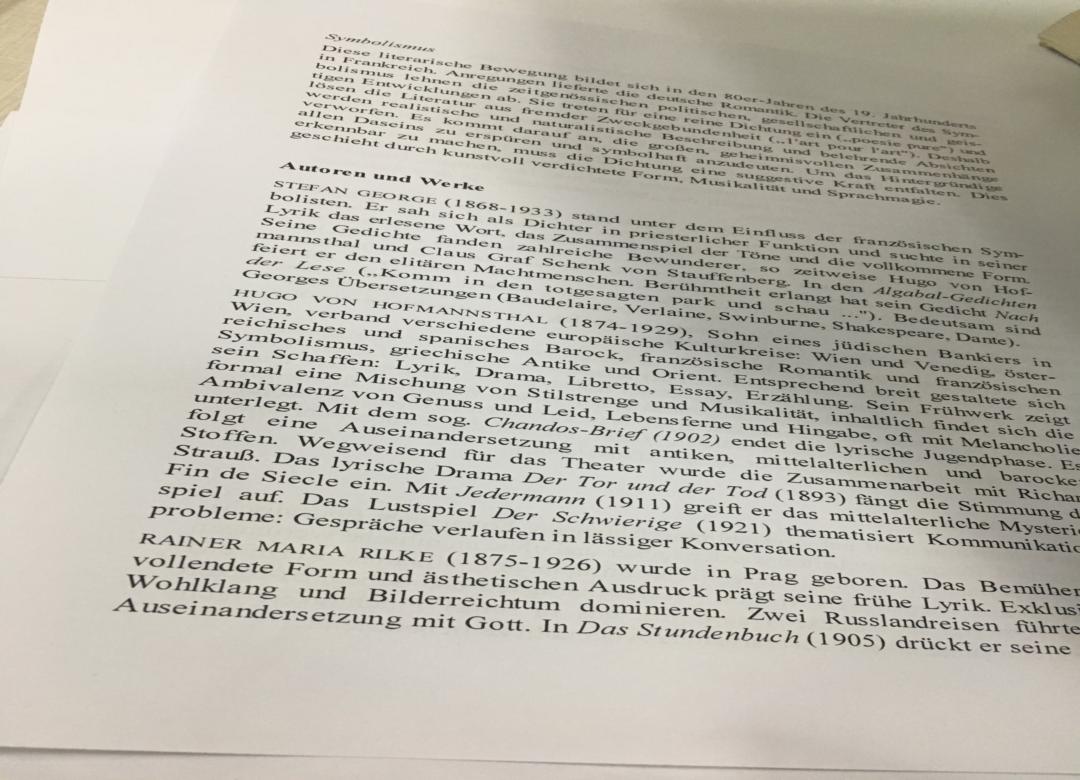 Symbolismus
Diese literarische Bewegung bildet sich in den 80er-Jahren des 19. Jahrhunderts
in Frankreich. Anregungen lieferte die deutsche Romantik. Die Vertreter des Sym-
bolismus lehnen die zeitgenössischen politischen, gesellschaftlichen und geis-
tigen Entwicklungen ab. Sie treten für eine reine Dichtung ein („poesie pure") und
lösen die Literatur aus fremder Zweckgebundenheit („l'art pour l'art"). Deshalb
werden realistische und naturalistische Beschreibung und belehrende Absichten
verworfen. Es kommt darauf an, die großen, geheimnisvollen Zusammenhänge
allen Daseins zu erspüren und symbolhaft anzudeuten. Um das Hintergründige
erkennbar zu machen, muss die Dichtung eine suggestive Kraft entfalten. Dies
geschieht durch kunstvoll verdichtete Form, Musikalität und Sprachmagie.
Autoren und Werke
STEFAN GEORGE (1868-1933) stand unter dem Einfluss der französischen Sym-
bolisten. Er sah sich als Dichter in priesterlicher Funktion und suchte in seiner
Lyrik das erlesene Wort, das Zusammenspiel der Töne und die vollkommene Form.
Seine Gedichte fanden zahlreiche Bewunderer, so zeitweise Hugo von Hof-
mannsthal und Claus Graf Schenk von Stauffenberg. In den Algabal-Gedichten
feiert er den elitären Machtmenschen. Berühmtheit erlangt hat sein Gedicht Nach
der Lese („Komm in den totgesagten park und schau ..."). Bedeutsam sind
Georges Übersetzungen (Baudelaire, Verlaine, Swinburne, Shakespeare, Dante).
HUGO VON HOFMANNSTHAL (1874-1929), Sohn eines jüdischen Bankiers in
Wien, verband verschiedene europäische Kulturkreise: Wien und Venedig, öster-
reichisches und spanisches Barock, französische Romantik und französischen
Symbolismus, griechische Antike und Orient. Entsprechend breit gestaltete sich
sein Schaffen: Lyrik, Drama, Libretto, Essay, Erzählung. Sein Frühwerk zeigt
formal eine Mischung von Stilstrenge und Musikalität, inhaltlich findet sich die
Ambivalenz von Genuss und Leid, Lebensferne und Hingabe, oft mit Melancholie
unterlegt. Mit dem sog. Chandos-Brief (1902) endet die lyrische Jugendphase. Es
folgt eine Auseinandersetzung mit antiken, mittelalterlichen und barocke
Stoffen. Wegweisend für das Theater wurde die Zusammenarbeit mit Richar
Strauß. Das lyrische Drama Der Tor und der Tod (1893) fängt die Stimmung d
Fin de Siecle ein. Mit Jedermann (1911) greift er das mittelalterliche Mysterie
spiel auf. Das Lustspiel Der Schwierige (1921) thematisiert Kommunikatio
probleme: Gespräche verlaufen in lässiger Konversation.
RAINER MARIA RILKE (1875-1926) wurde in Prag geboren. Das Bemüher
vollendete Form und ästhetischen Ausdruck prägt seine frühe Lyrik. Exklusi
Wohlklang und Bilderreichtum dominieren. Zwei Russlandreisen führte
Auseinandersetzung mit Gott. In Das Stundenbuch (1905) drückt er seine